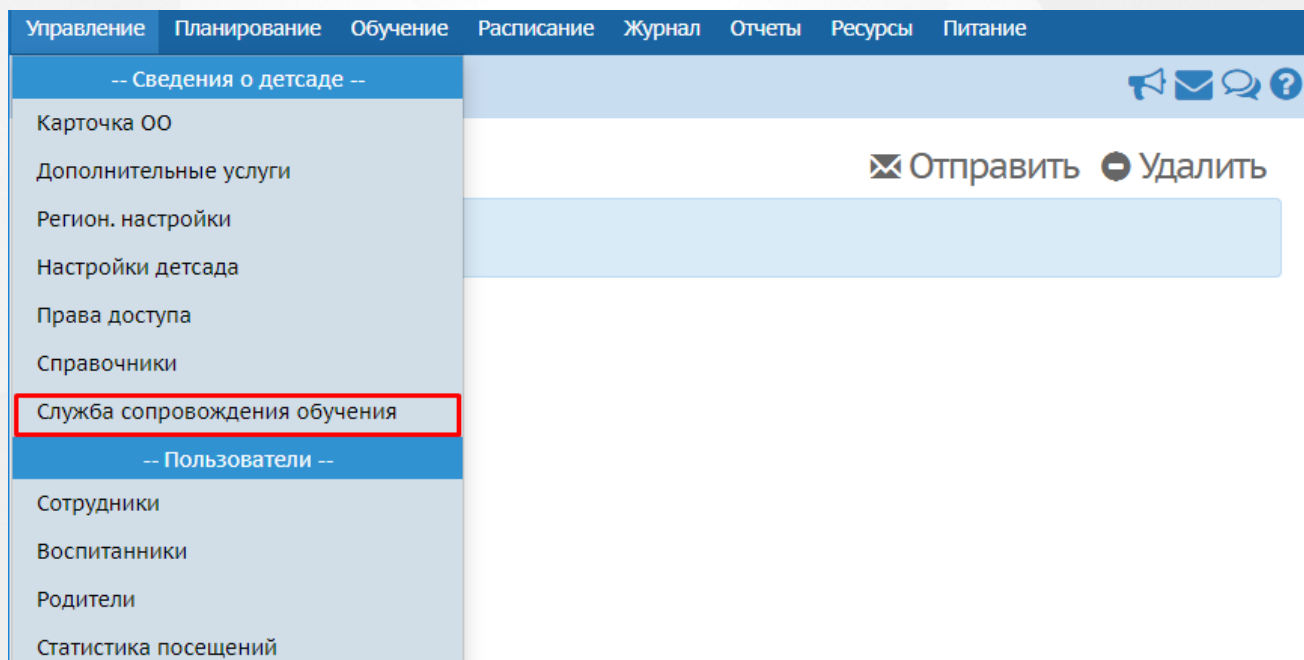 Управление Планирование Обучение Расписание Журнал Отчеты Ресурсы Питание
-- Сведения о детсаде --
Карточка ОО
Дополнительные услуги
Отправить Удалить
Регион. настройки
Настройки детсада
Права доступа
Справочники
Служба сопровождения обучения
-- Пользователи --
Сотрудники
Воспитанники
Родители
Статистика посещений